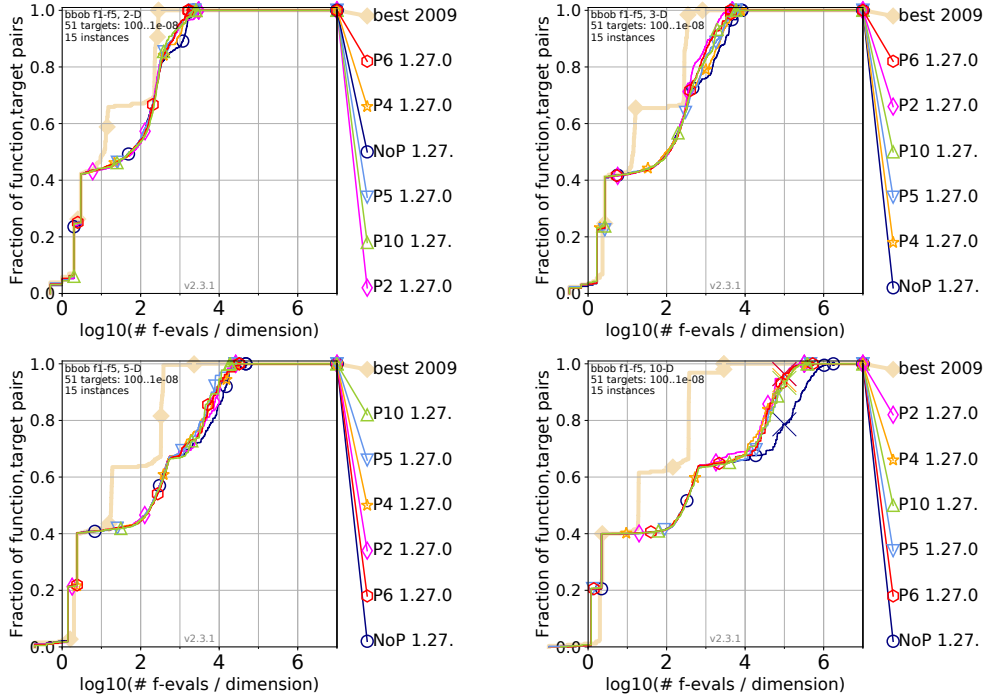 bbob f1-f5, 2-D
51 targets: 100..1e-08
15 instances
Fraction of function,target pairs
1.0
0.8
0.6
0.4
0.2
0.0
0
2
4
6
log10(# f-evals / dimension)
v2.3.1
best 2009
P6 1.27.0
P4 1.27.0
NoP 1.27.
P5 1.27.0
P10 1.27.
P2 1.27.0
bbob f1-f5, 3-D
51 targets: 100..1e-08
15 instances
Fraction of function,target pairs
1.0
0.8
0.6
0.4
0.2
0.0
0
2
4
6
log10(# f-evals / dimension)
v2.3.1
best 2009
P6 1.27.0
P2 1.27.0
P10 1.27.
P5 1.27.0
P4 1.27.0
NoP 1.27.
bbob f1-f5, 5-D
51 targets: 100..1e-08
15 instances
Fraction of function,target pairs
1.0
0.8
0.6
0.4
0.2
0.0
0
2
4
6
log10(# f-evals / dimension)
v2.3.1
best 2009
P10 1.27.
P5 1.27.0
P4 1.27.0
P2 1.27.0
P6 1.27.0
NoP 1.27.
bbob f1-f5, 10-D
51 targets: 100..1e-08
15 instances
Fraction of function,target pairs
1.0
0.8
0.6
0.4
0.2
0.0
0
2
4
6
log10(# f-evals / dimension)
v2.3.1
best 2009
P2 1.27.0
P4 1.27.0
P10 1.27.
P5 1.27.0
P6 1.27.0
NoP 1.27.